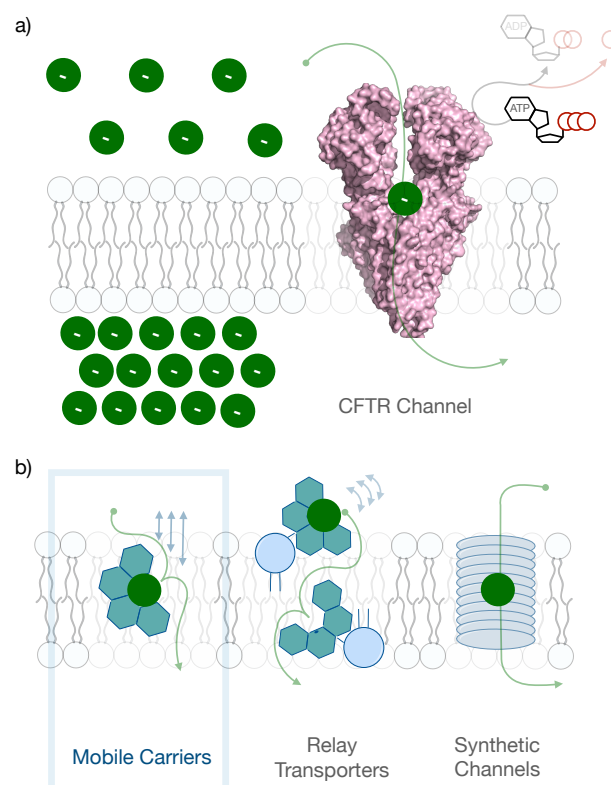 a)
ADP
ATP
CFTR Channel
b)
Mobile Carriers
Relay
Transporters
Synthetic
Channels